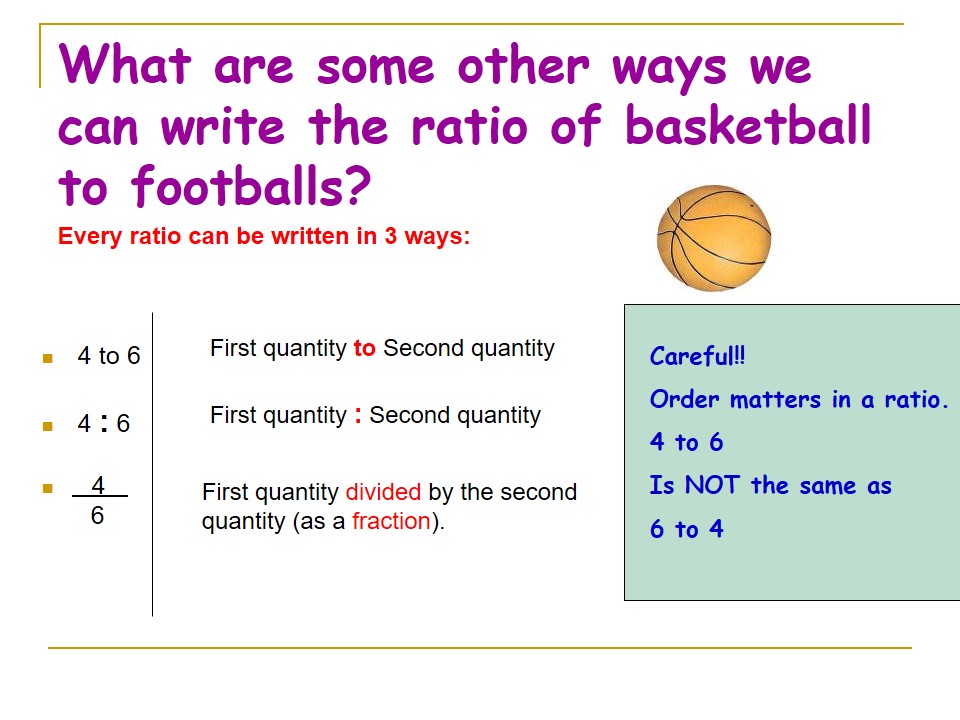 What are some other ways we
can write the ratio of basketball
to footballs?
Every ratio can be written in 3 ways:
4 to 6
First quantity to Second quantity
4 : 6
First quantity : Second quantity
4
6
First quantity divided by the second
quantity (as a fraction).
Careful!!
Order matters in a ratio.
4 to 6
Is NOT the same as
6 to 4